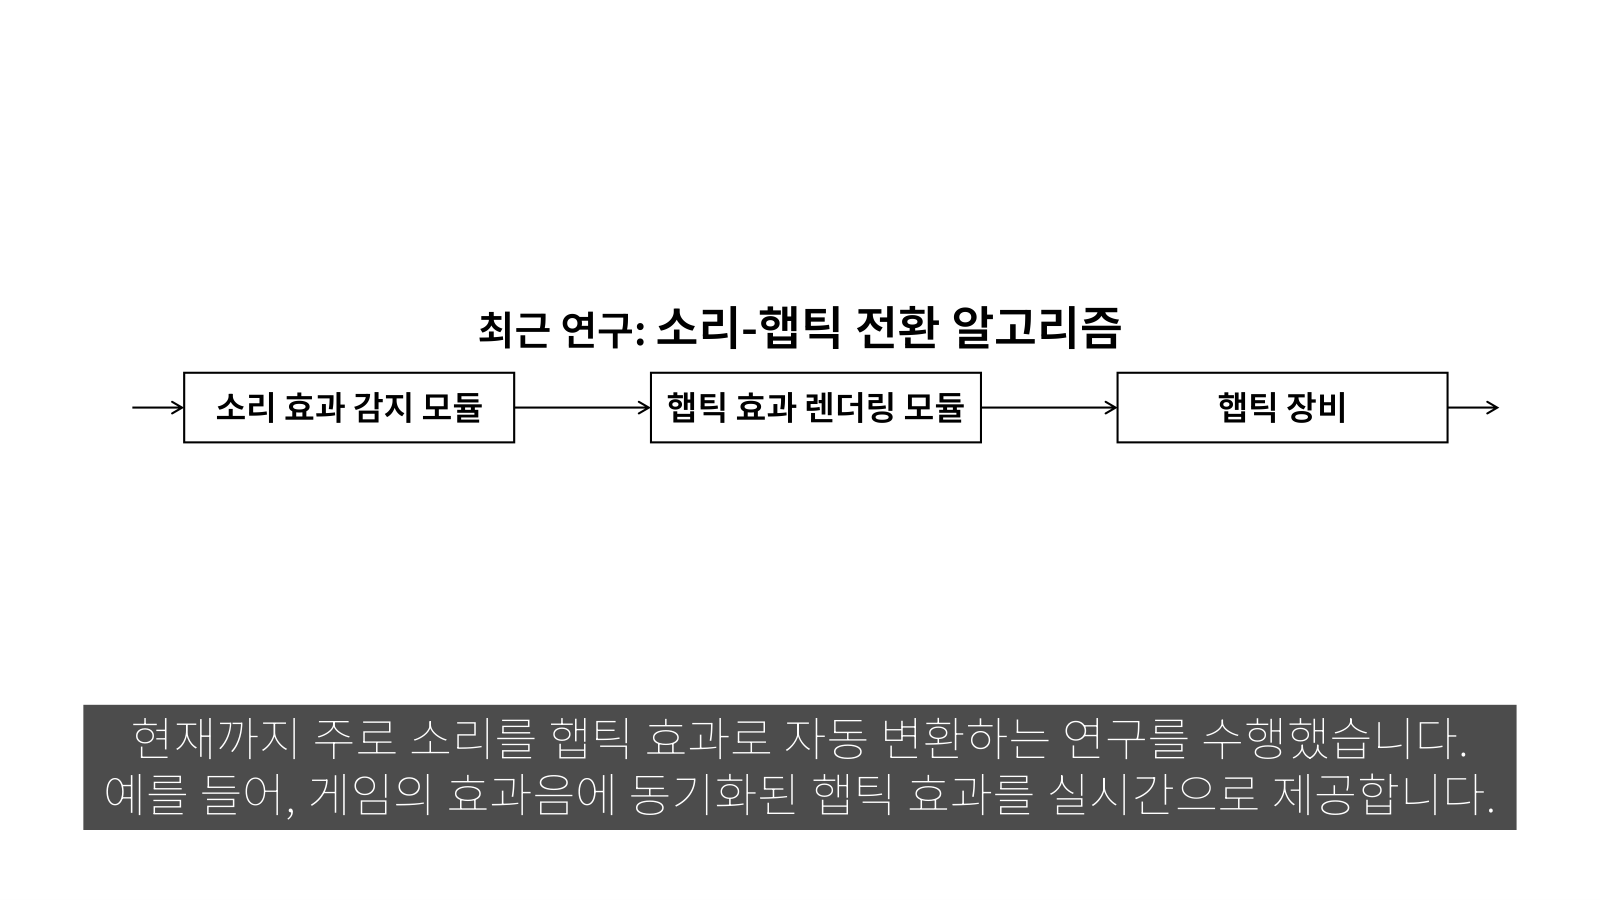 최근 연구: 소리-햅틱 전환 알고리즘
소리 효과 감지 모듈
햅틱 효과 렌더링 모듈
햅틱 장비
현재까지 주로 소리를 햅틱 효과로 자동 변환하는 연구를 수행했습니다.
예를 들어, 게임의 효과음에 동기화된 햅틱 효과를 실시간으로 제공합니다.